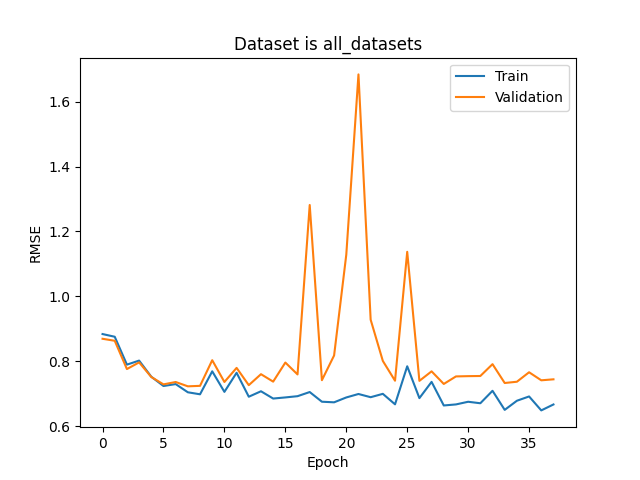 Dataset is all_datasets
Train
Validation
RMSE
1.6
1.4
1.2
1.0
0.8
0.6
0 5 10 15 20 25 30 35
Epoch